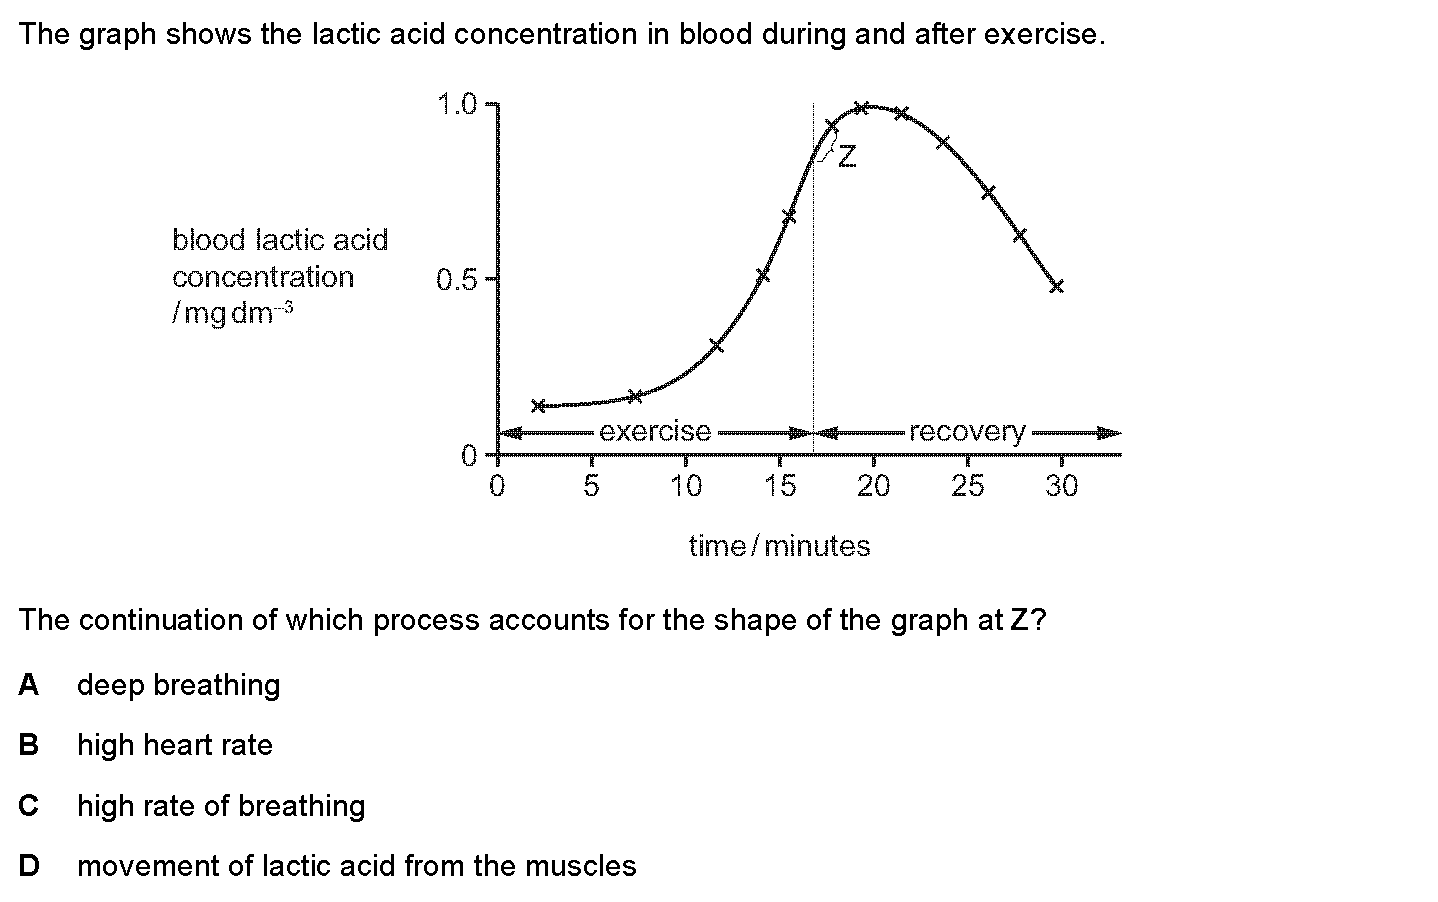 The graph shows the lactic acid concentration in blood during and after exercise.
1.0
Z
blood lactic acid
concentration
/ mg dm⁻³
0.5
exercise
recovery
0
0 5 10 15 20 25 30
time / minutes
The continuation of which process accounts for the shape of the graph at Z?
A deep breathing
B high heart rate
C high rate of breathing
D movement of lactic acid from the muscles